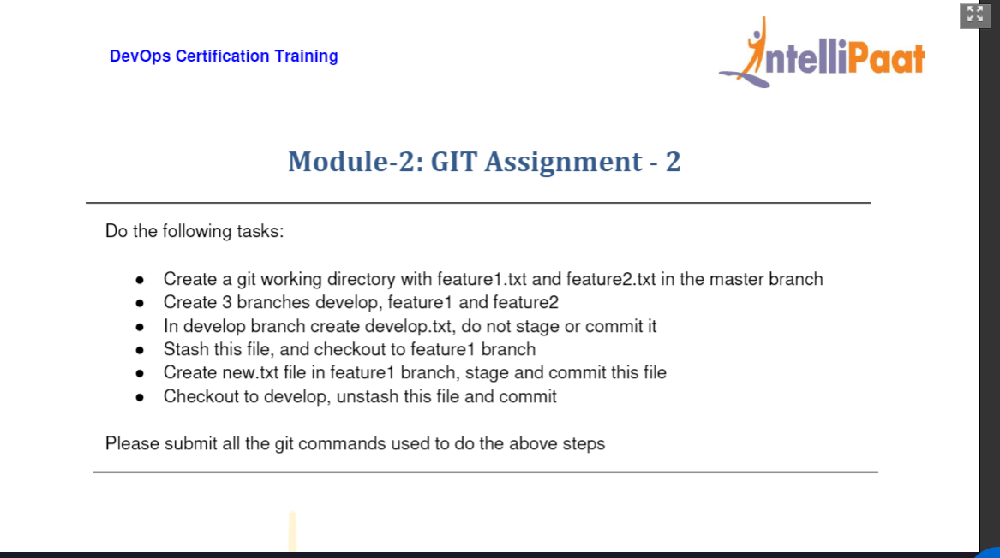 DevOps Certification Training
IntelliPaat
Module-2: GIT Assignment - 2
Do the following tasks:
● Create a git working directory with feature1.txt and feature2.txt in the master branch
● Create 3 branches develop, feature1 and feature2
● In develop branch create develop.txt, do not stage or commit it
● Stash this file, and checkout to feature1 branch
● Create new.txt file in feature1 branch, stage and commit this file
● Checkout to develop, unstash this file and commit
Please submit all the git commands used to do the above steps